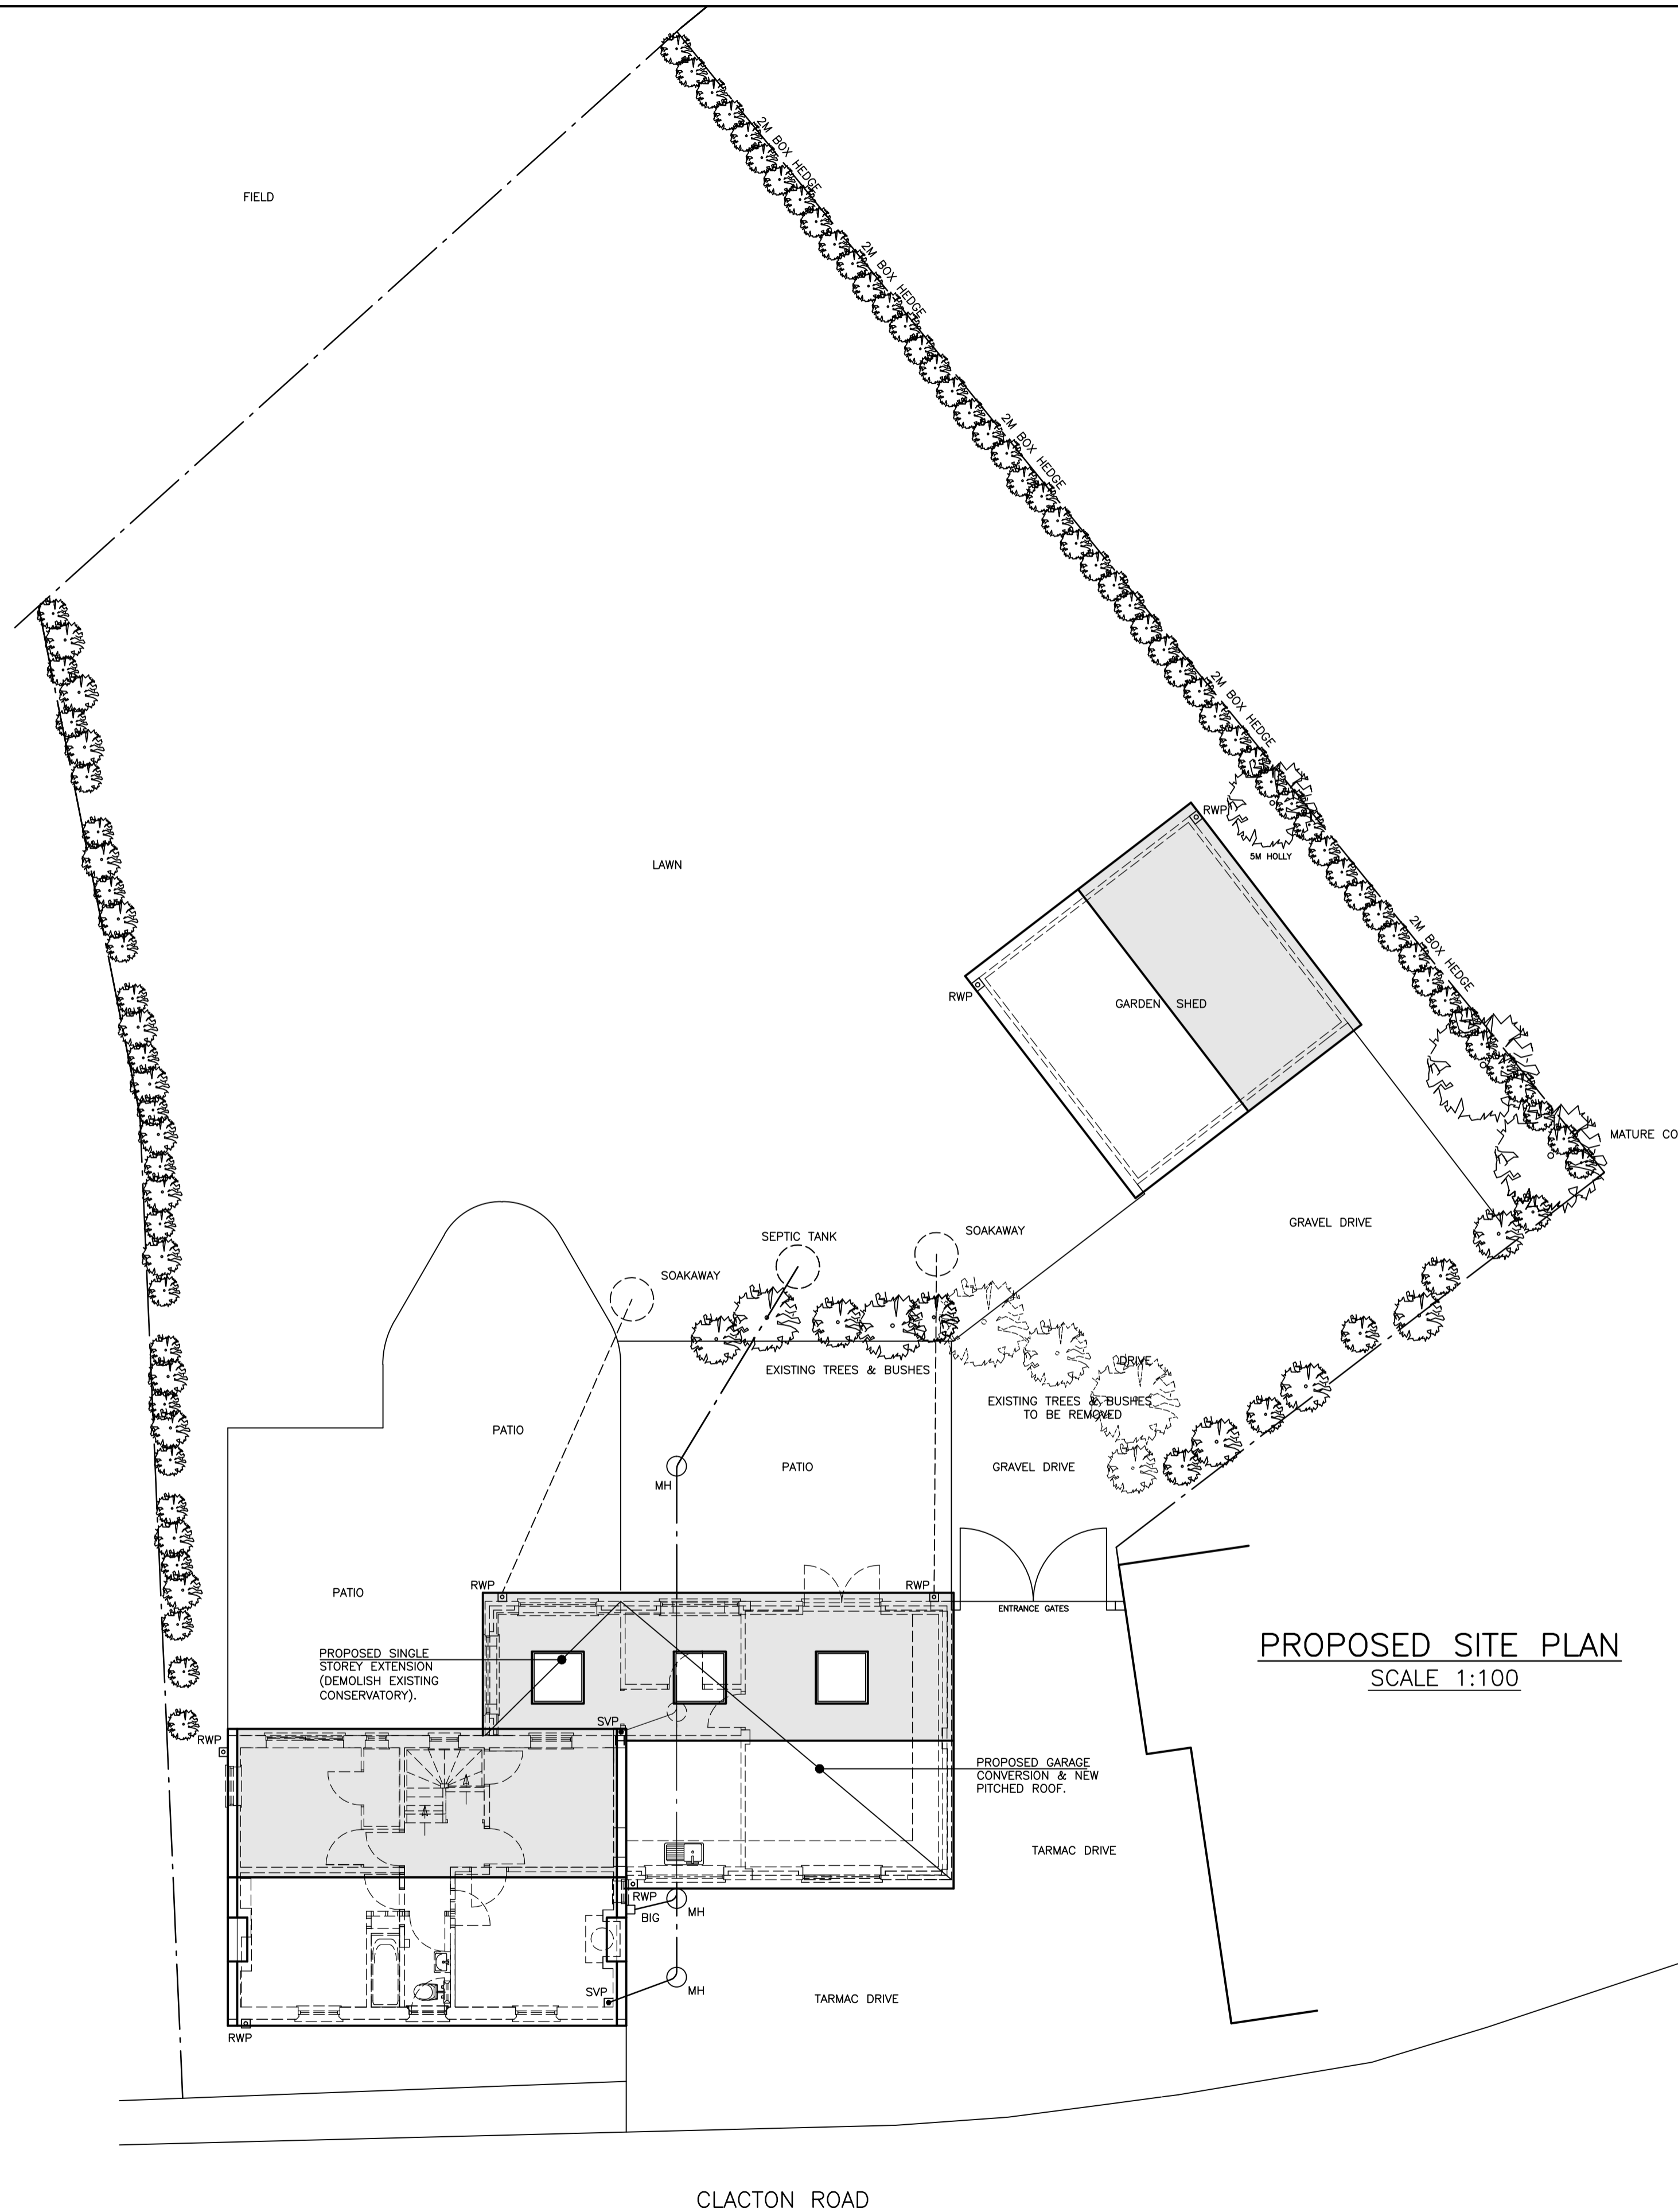 2M BOX HEDGE
FIELD
2M BOX HEDGE
2M BOX HEDGE
2M BOX HEDGE
RWP
5M HOLLY
LAWN
2M BOX HEDGE
RWP
GARDEN SHED
MATURE CO
GRAVEL DRIVE
SOAKAWAY
SEPTIC TANK
SOAKAWAY
DRIVE
EXISTING TREES & BUSHES
EXISTING TREES & BUSHES
TO BE REMOVED
PATIO
PATIO
GRAVEL DRIVE
MH
RWP
RWP
PATIO
ENTRANCE GATES
PROPOSED SITE PLAN
SCALE 1:100
PROPOSED SINGLE
STOREY EXTENSION
(DEMOLISH EXISTING
CONSERVATORY).
SVP
RWP
PROPOSED GARAGE
CONVERSION & NEW
PITCHED ROOF.
TARMAC DRIVE
RWP
MH
BIG
SVP
MH
TARMAC DRIVE
RWP
CLACTON ROAD